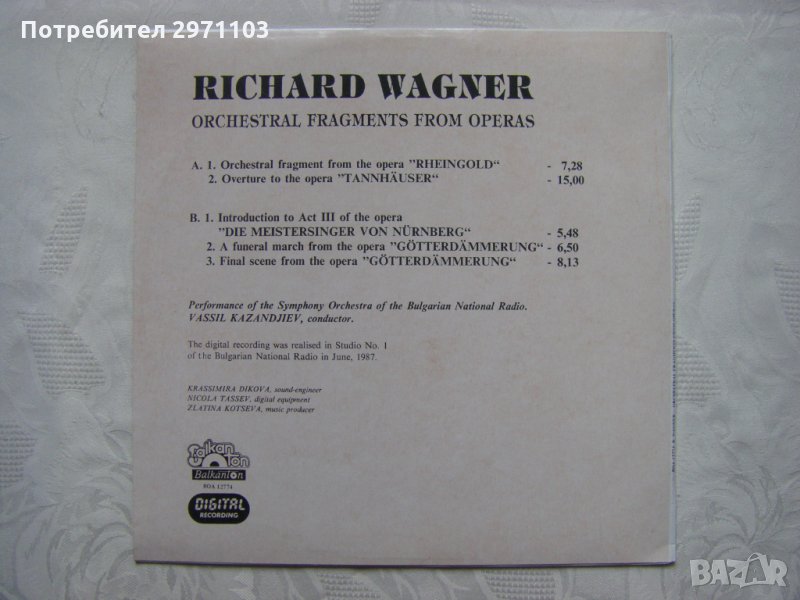 Потребител 2971103
RICHARD WAGNER
ORCHESTRAL FRAGMENTS FROM OPERAS
A. 1. Orchestral fragment from the opera "RHEINGOLD" - 7,28
2. Overture to the opera "TANNHÄUSER" - 15,00
B. 1. Introduction to Act III of the opera
"DIE MEISTERSINGER VON NÜRNBERG" - 5,48
2. A funeral march from the opera "GÖTTERDÄMMERUNG" - 6,50
3. Final scene from the opera "GÖTTERDÄMMERUNG" - 8,13
Performance of the Symphony Orchestra of the Bulgarian National Radio.
VASSIL KAZANDJIEV, conductor.
The digital recording was realised in Studio No. 1
of the Bulgarian National Radio in June, 1987.
KRASSIMIRA DIKOVA, sound-engineer
NICOLA TASSEV, digital equipment
ZLATINA KOTSEVA, music producer
Balkan
ton
Balkanton
BOA 12774
DIGITAL
RECORDING
BAZAR